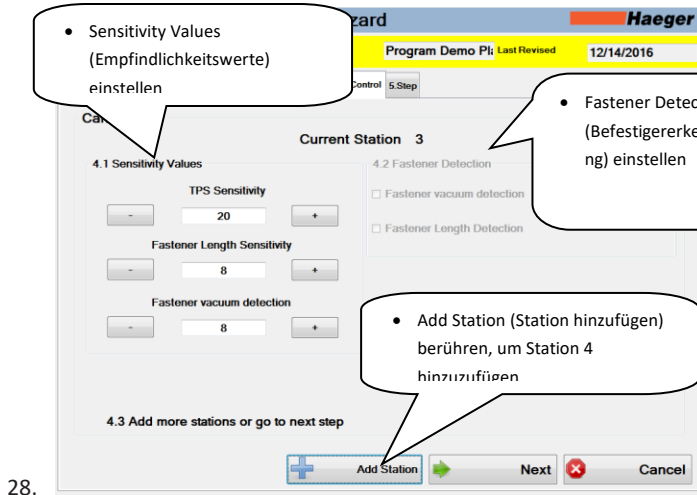 zard
Haeger
Program Demo Pl
Last Revised
12/14/2016
• Sensitivity Values
(Empfindlichkeitswerte)
einstellen
Control
5.Step
• Fastener Detec
(Befestigererke
ng) einstellen
Current Station 3
4.1 Sensitivity Values
4.2 Fastener Detection
TPS Sensitivity
- 20 +
Fastener vacuum detection
Fastener Length Sensitivity
- 8 +
Fastener Length Detection
Fastener vacuum detection
- 8 +
• Add Station (Station hinzufügen)
berühren, um Station 4
hinzuzufügen
4.3 Add more stations or go to next step
Add Station
Next
Cancel
28.